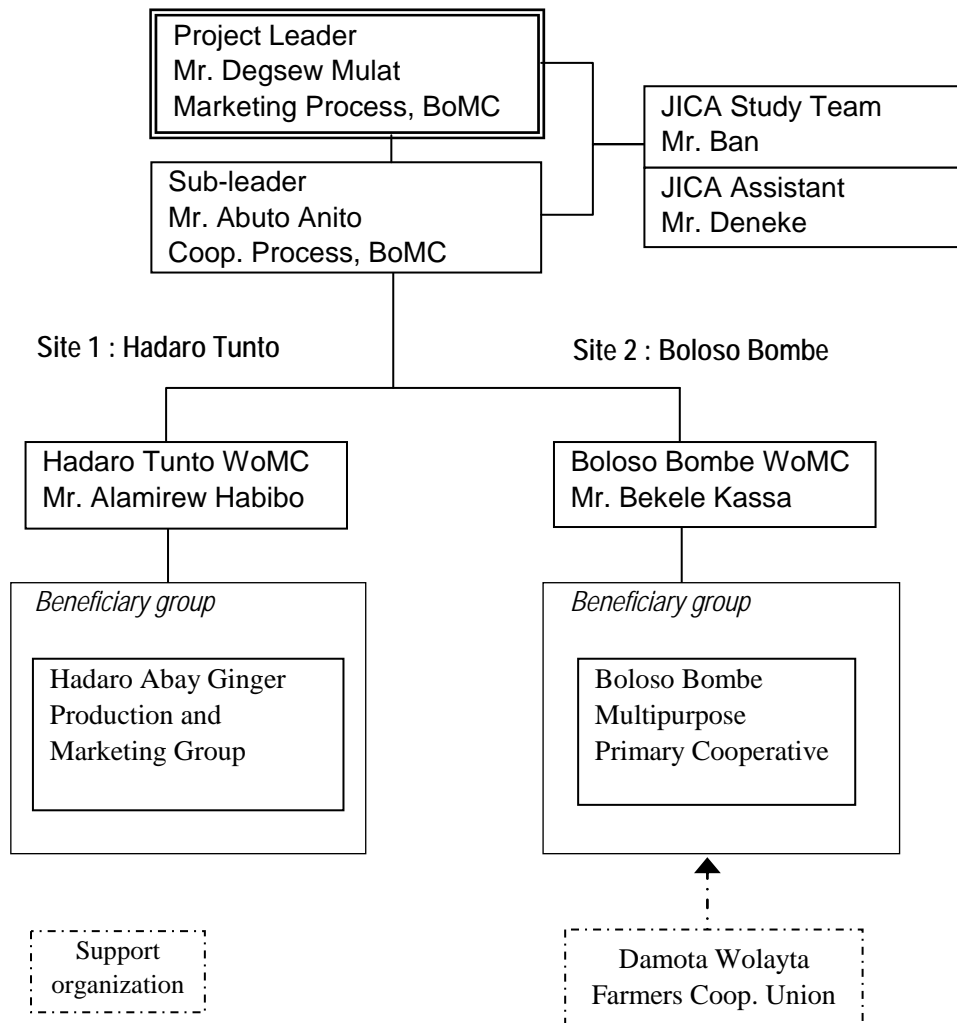 Project Leader
Mr. Degsew Mulat
Marketing Process, BoMC
JICA Study Team
Mr. Ban
JICA Assistant
Mr. Deneke
Sub-leader
Mr. Abuto Anito
Coop. Process, BoMC
Site 1 : Hadaro Tunto
Site 2 : Boloso Bombe
Hadaro Tunto WoMC
Mr. Alamirew Habibo
Boloso Bombe WoMC
Mr. Bekele Kassa
Beneficiary group
Hadaro Abay Ginger
Production and
Marketing Group
Beneficiary group
Boloso Bombe
Multipurpose
Primary Cooperative
Support
organization
Damota Wolayta
Farmers Coop. Union